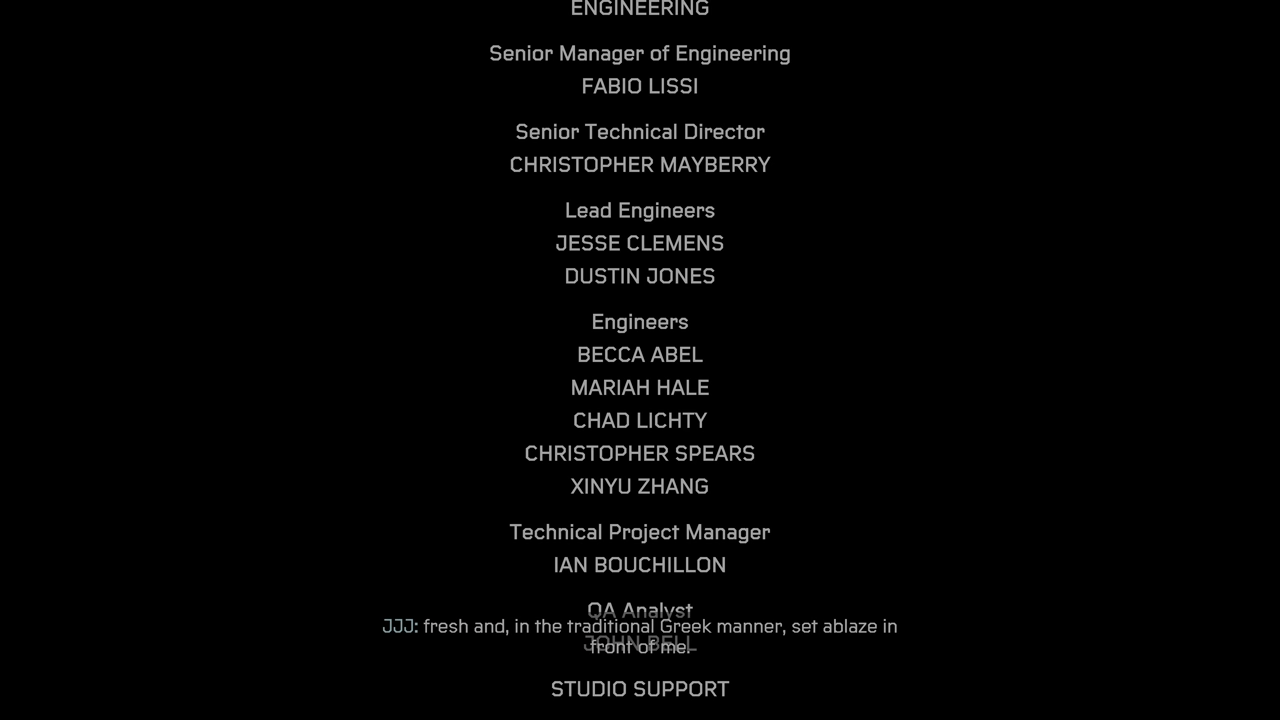 ENGINEERING
Senior Manager of Engineering
FABIO LISSI
Senior Technical Director
CHRISTOPHER MAYBERRY
Lead Engineers
JESSE CLEMENS
DUSTIN JONES
Engineers
BECCA ABEL
MARIAH HALE
CHAD LICHTY
CHRISTOPHER SPEARS
XINYU ZHANG
Technical Project Manager
IAN BOUCHILLON
QA Analyst
JJJ: fresh and, in the traditional Greek manner, set ablaze in
JOHN BELL
front of me.
STUDIO SUPPORT